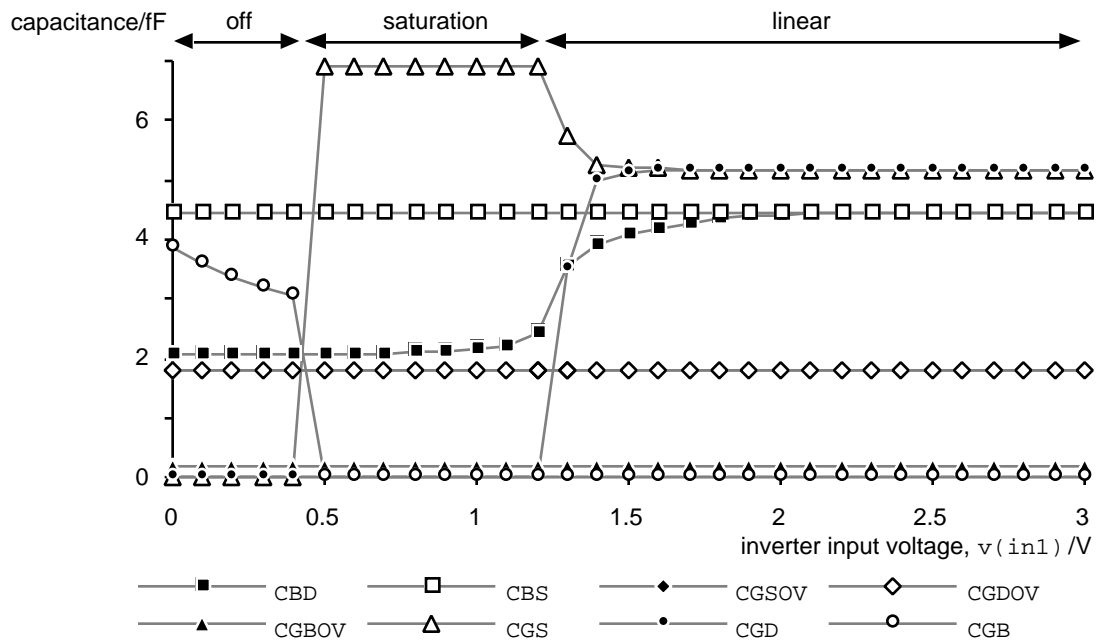 capacitance/fF off saturation linear
6
4
2
0
0 0.5 1 1.5 2 2.5 3
inverter input voltage, v(in1)/V
CBD CBS CGSOV CGDOV
CGBOV CGS CGD CGB